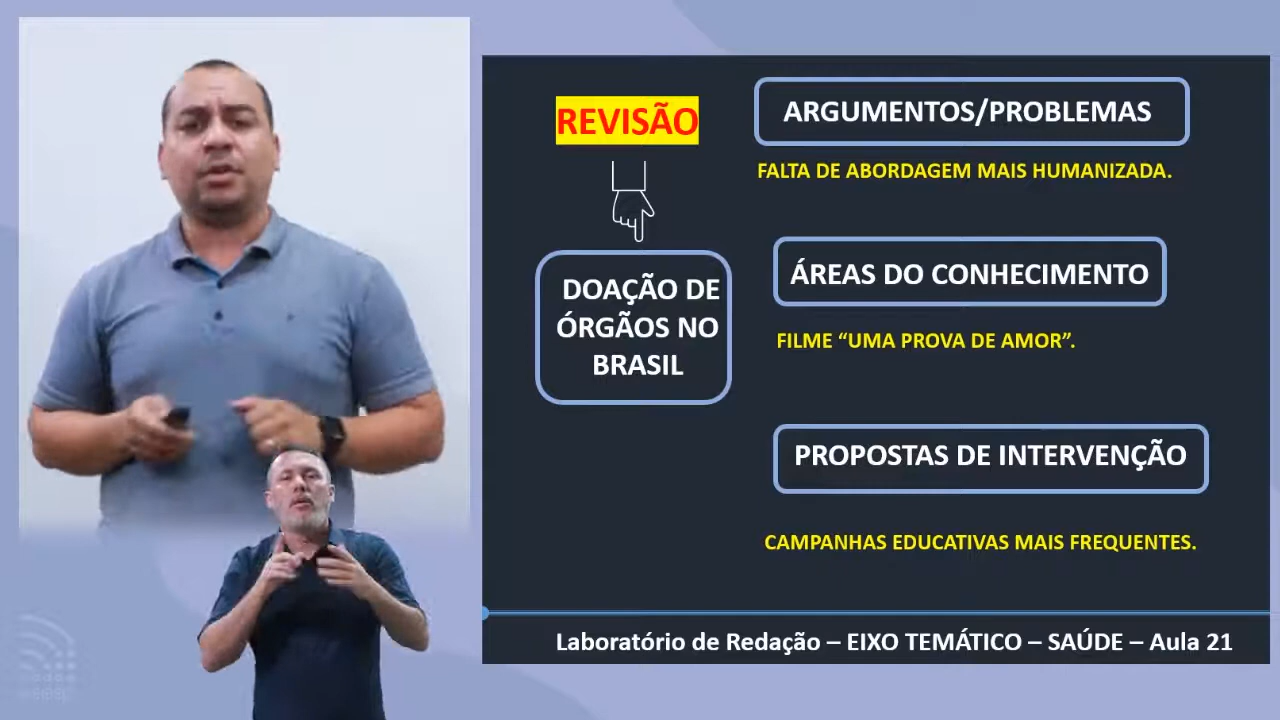 REVISÃO
DOAÇÃO DE
ÓRGÃOS NO
BRASIL
ARGUMENTOS/PROBLEMAS
FALTA DE ABORDAGEM MAIS HUMANIZADA.
ÁREAS DO CONHECIMENTO
FILME “UMA PROVA DE AMOR”.
PROPOSTAS DE INTERVENÇÃO
CAMPANHAS EDUCATIVAS MAIS FREQUENTES.
Laboratório de Redação – EIXO TEMÁTICO – SAÚDE – Aula 21